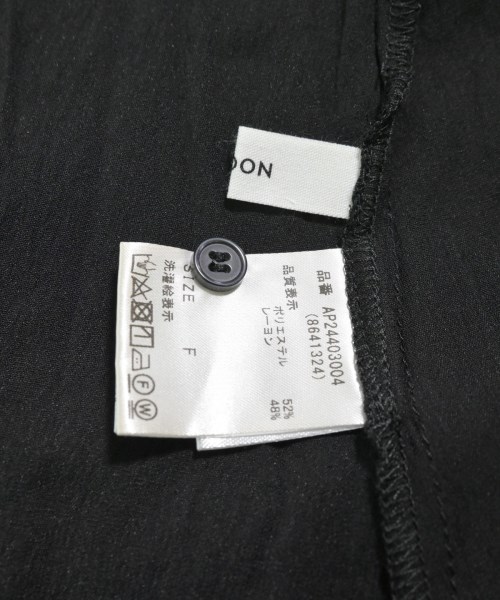 OON
品番 AP24403004
(8641324)
品質表示
ポリエステル 52%
レーヨン 48%
SIZE F
洗濯絵表示
F
W